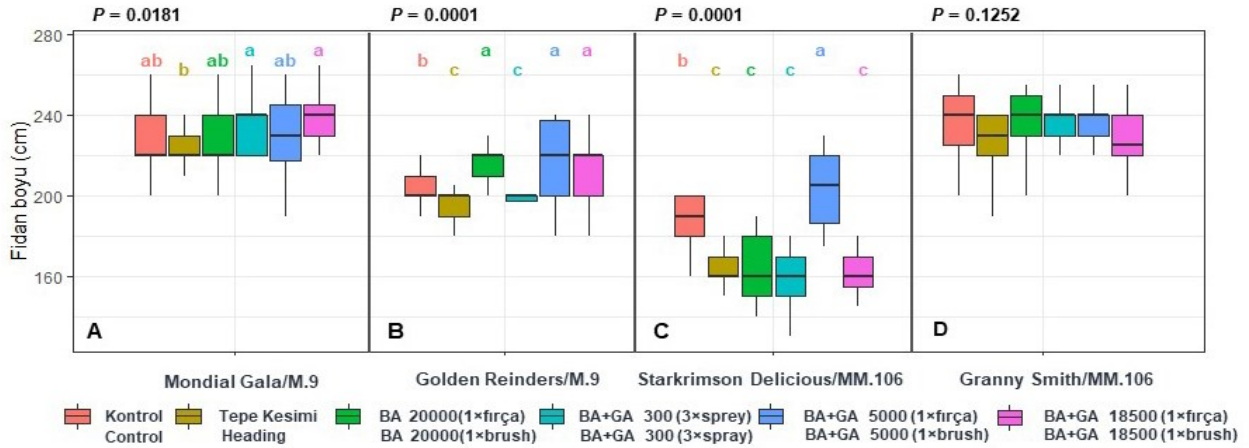 P = 0.0181 P = 0.0001 P = 0.0001 P = 0.1252
280
240
200
160
Fidan boyu (cm)
ab b ab a ab a
b c a c a a
b c c c a c
A B C D
Mondial Gala/M.9 Golden Reinders/M.9 Starkrimson Delicious/MM.106 Granny Smith/MM.106
Kontrol Tepe Kesimi BA 20000(1×fırça) BA+GA 300 (3×sprey) BA+GA 5000 (1×fırça) BA+GA 18500 (1×fırça)
Control Heading BA 20000(1×brush) BA+GA 300 (3×spray) BA+GA 5000 (1×brush) BA+GA 18500 (1×brush)